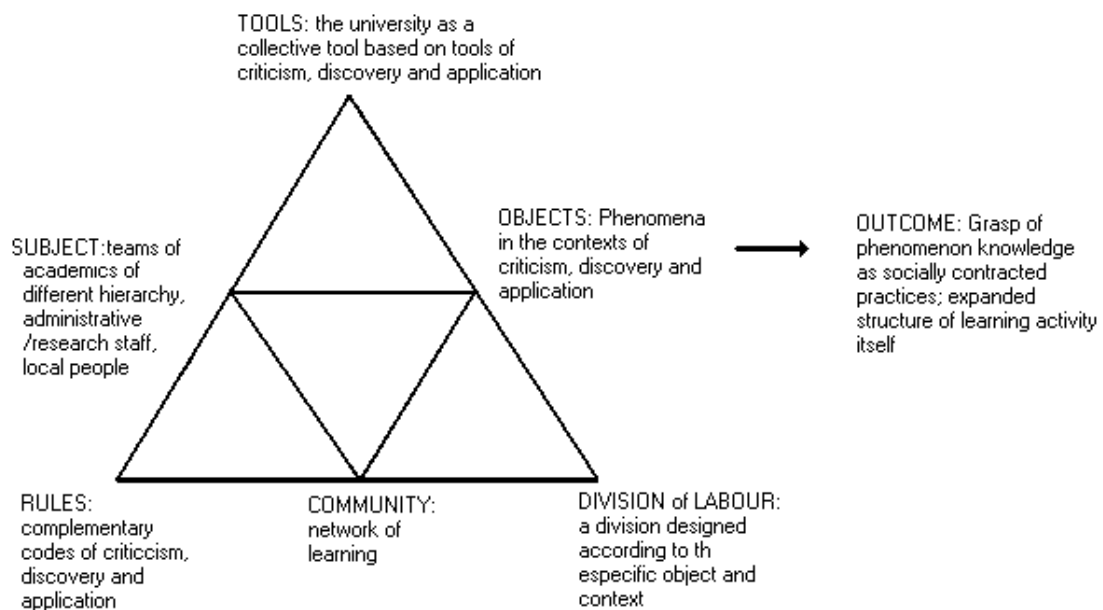 TOOLS: the university as a
collective tool based on tools of
criticism, discovery and application
SUBJECT:teams of
academics of
different hierarchy,
administrative
/research staff,
local people
OBJECTS: Phenomena
in the contexts of
criticism, discovery and
application
OUTCOME: Grasp of
phenomenon knowledge
as socially contracted
practices; expanded
structure of learning activity
itself
RULES:
complementary
codes of criticcism,
discovery and
application
COMMUNITY:
network of
learning
DIVISION of LABOUR:
a division designed
according to th
especific object and
context